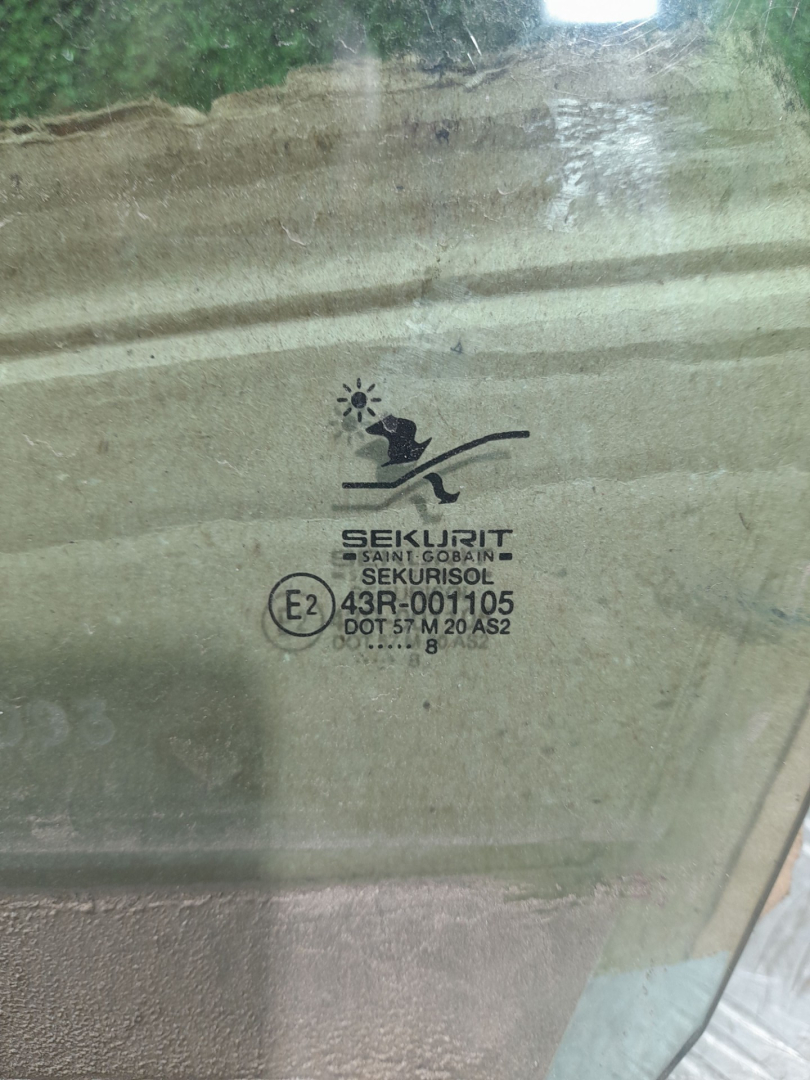 SEKURIT
SAINT-GOBAIN
SEKURISOL
E2 43R-001105
DOT 57 M 20 AS2
..... 8